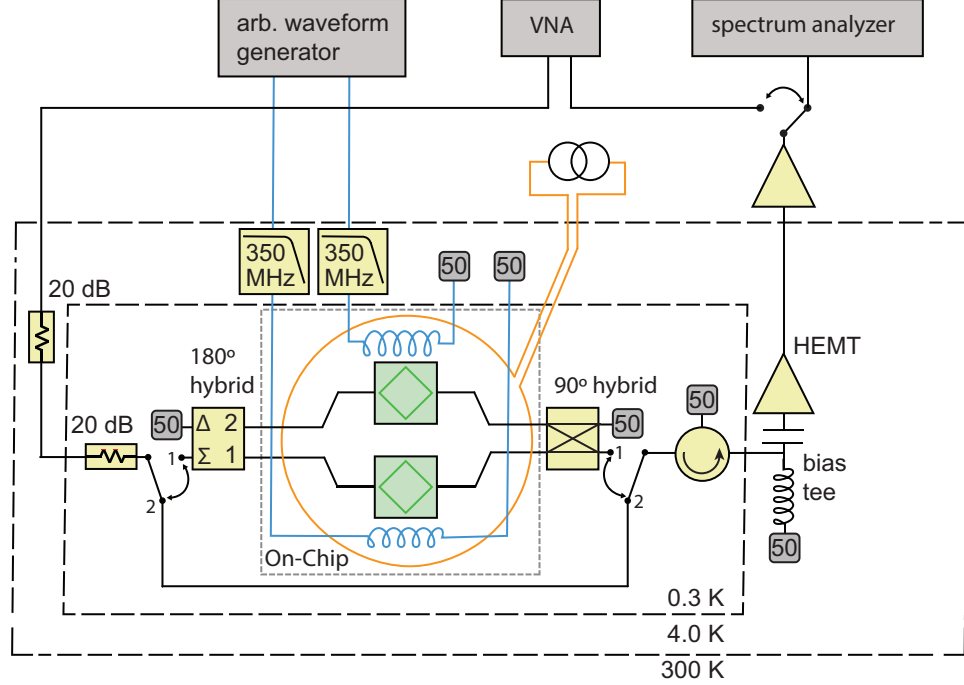 arb. waveform
generator
VNA
spectrum analyzer
350
MHz
350
MHz
50
50
20 dB
HEMT
180º
hybrid
90º hybrid
20 dB
50
Δ 2
Σ 1
1
2
50
1
2
50
bias
tee
50
On-Chip
0.3 K
4.0 K
300 K